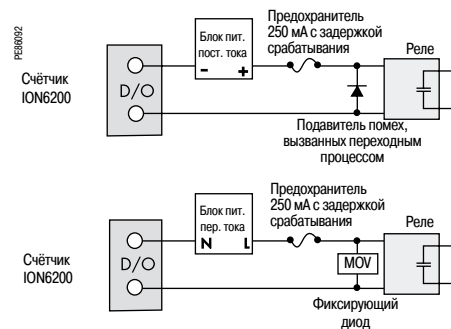 PE86092
Предохранитель
250 мА с задержкой
срабатывания
Блок пит.
пост. тока
- +
Реле
Счётчик
ION6200
D/O
Подавитель помех,
вызванных переходным
процессом
Предохранитель
250 мА с задержкой
срабатывания
Блок пит.
пер. тока
N L
Реле
Счётчик
ION6200
D/O
MOV
Фиксирующий
диод